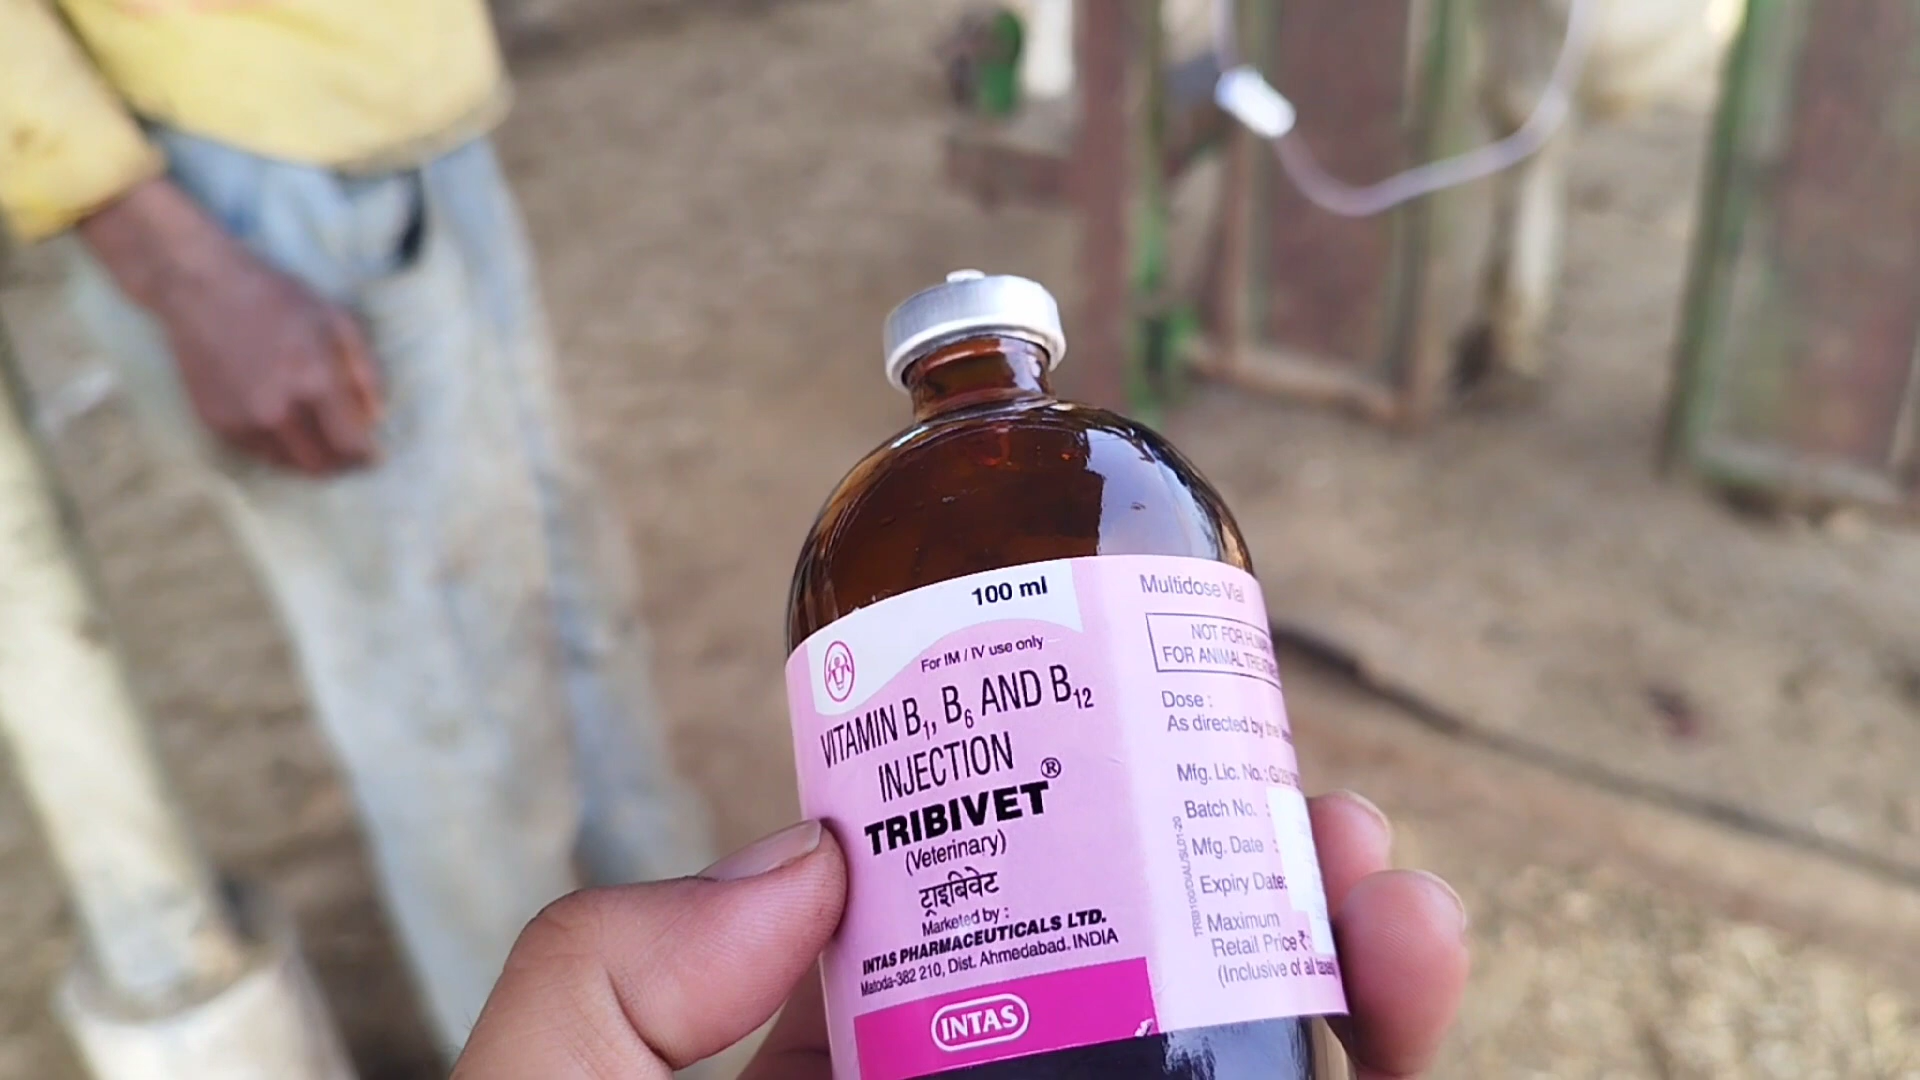 100 ml
For IM / IV use only
VITAMIN B1, B6 AND B12
INJECTION
TRIBIVET®
(Veterinary)
ट्राइबिवेट
Marketed by :
INTAS PHARMACEUTICALS LTD.
Matoda-382 210, Dist. Ahmedabad. INDIA
INTAS
Multidose Vial
NOT FOR
FOR ANIMAL
Dose :
As directed by the
Mfg. Lic. No. :
Batch No. :
Mfg. Date :
Expiry Date:
Maximum
Retail Price ₹:
(Inclusive of all taxes)